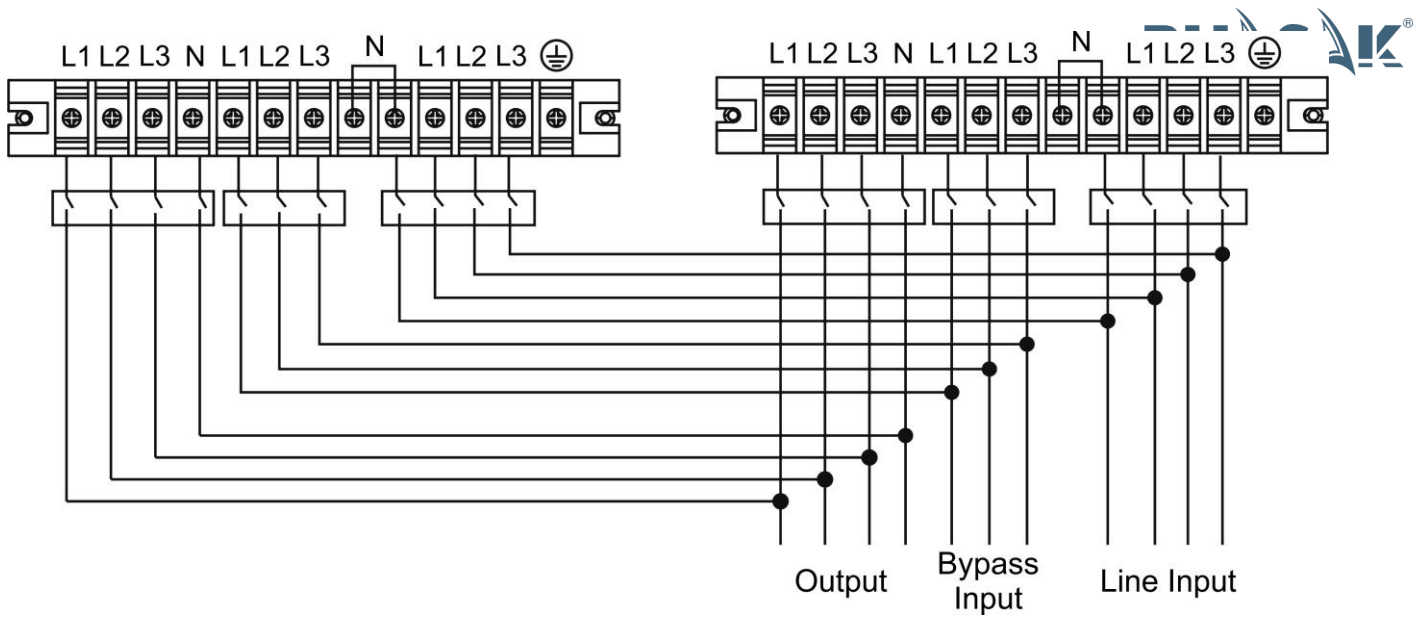 L1 L2 L3 N L1 L2 L3 N L1 L2 L3
L1 L2 L3 N L1 L2 L3 N L1 L2 L3
®
Output
Bypass
Input
Line Input